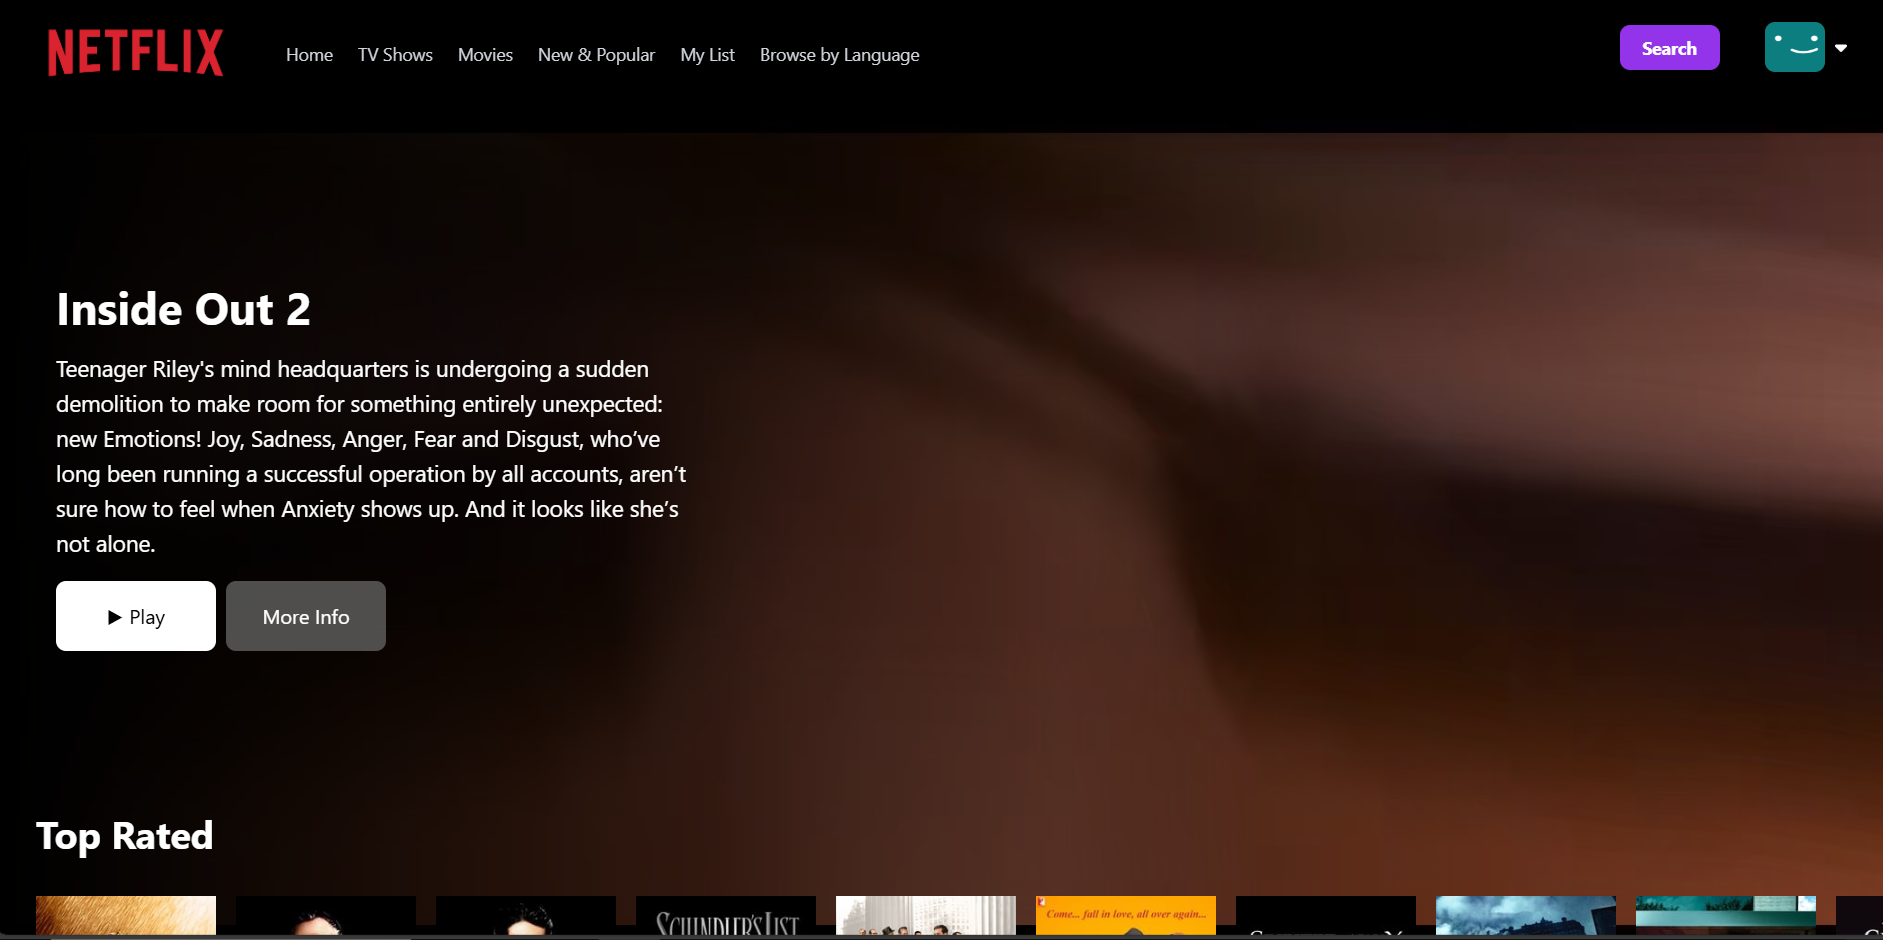 NETFLIX
Home TV Shows Movies New & Popular My List Browse by Language
Search
Inside Out 2
Teenager Riley's mind headquarters is undergoing a sudden
demolition to make room for something entirely unexpected:
new Emotions! Joy, Sadness, Anger, Fear and Disgust, who’ve
long been running a successful operation by all accounts, aren’t
sure how to feel when Anxiety shows up. And it looks like she’s
not alone.
▶ Play
More Info
Top Rated
SCHINDLER'S LIST
Come... fall in love, all over again...